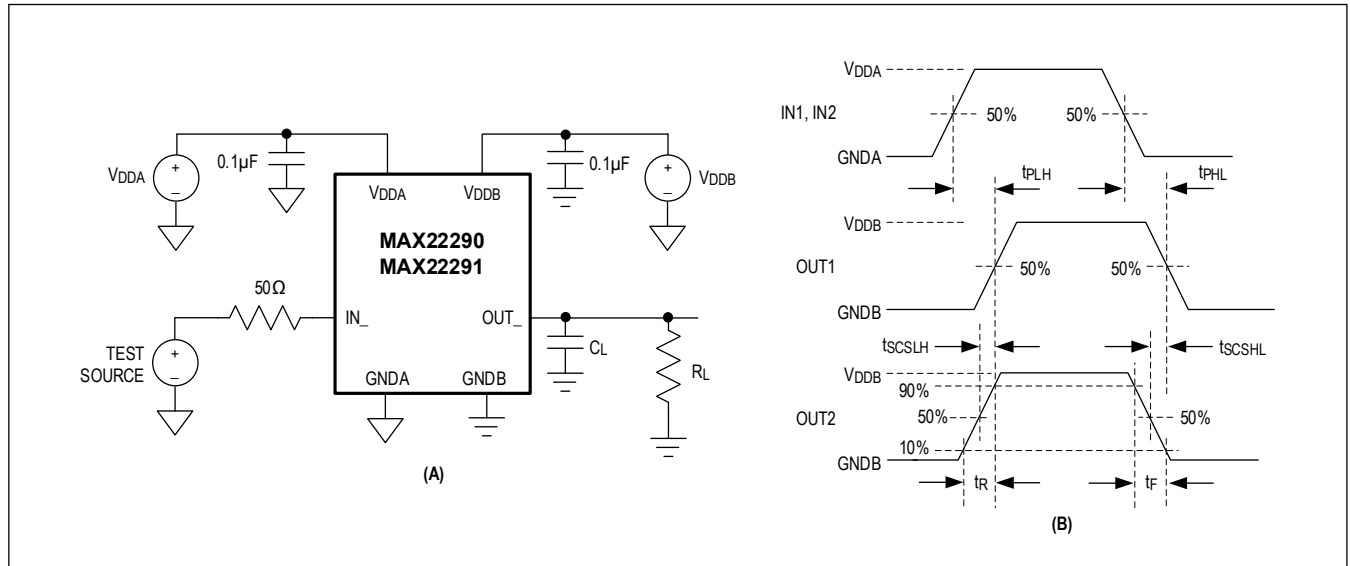 VDDA
0.1µF
VDDA
VDDB
0.1µF
VDDB
MAX22290
MAX22291
50Ω
IN_
OUT_
TEST
SOURCE
GNDA
GNDB
CL
RL
(A)
VDDA
IN1, IN2
50%
50%
GNDA
tPLH
tPHL
VDDB
OUT1
50%
50%
GNDB
tSCSLH
tSCSHL
VDDB
90%
OUT2
50%
50%
10%
GNDB
tR
tF
(B)